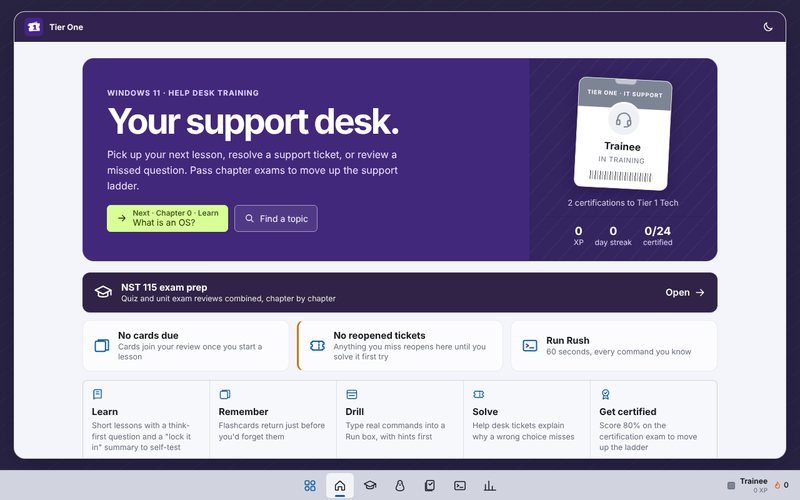 Tier One
WINDOWS 11 · HELP DESK TRAINING
Your support desk.
Pick up your next lesson, resolve a support ticket, or review a
missed question. Pass chapter exams to move up the support
ladder.
Next · Chapter 0 · Learn
What is an OS?
Find a topic
TIER ONE · IT SUPPORT
Trainee
IN TRAINING
2 certifications to Tier 1 Tech
0 0 0/24
XP day streak certified
NST 115 exam prep
Quiz and unit exam reviews combined, chapter by chapter
Open
No cards due
Cards join your review once you start a
lesson
No reopened tickets
Anything you miss reopens here until you
solve it first try
Run Rush
60 seconds, every command you know
Learn
Short lessons with a think-
first question and a "lock it
in" summary to self-test
Remember
Flashcards return just before
you'd forget them
Drill
Type real commands into a
Run box, with hints first
Solve
Help desk tickets explain
why a wrong choice misses
Get certified
Score 80% on the
certification exam to move
up the ladder
Trainee
0 XP
0